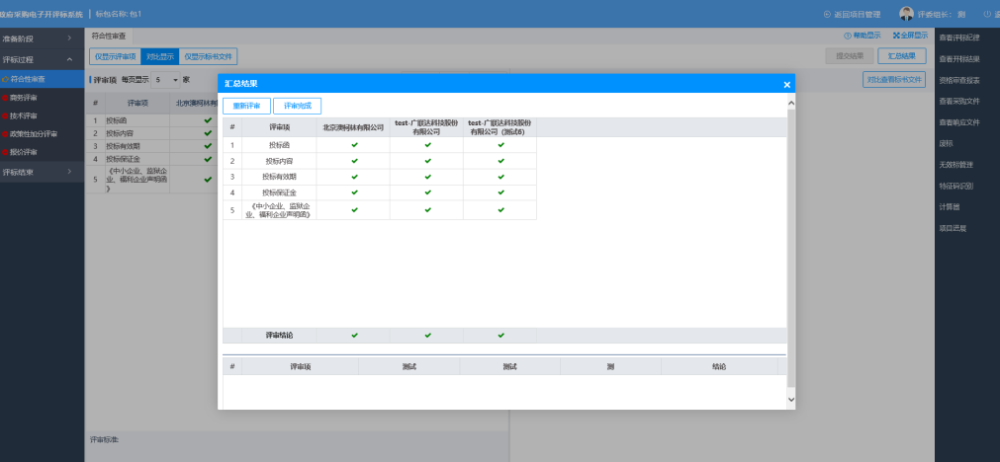 政应采购电子开评标系统 | 标包名称: 包1
返回项目管理
评委组长: 测
准备阶段
评标过程
符合性审查
商务评审
技术评审
政策性加分评审
报价评审
评标结束
符合性审查
帮助显示
全屏显示
仅显示评审项
对比显示
仅显示标书文件
提交结果
汇总结果
评审项 每页显示 5 家
对比查看标书文件
# 评审项 北京澳柯林有
1 投标函
2 投标内容
3 投标有效期
4 投标保证金
5 《中小企业、监狱企
业、福利企业声明函
》
评审标准:
汇总结果
重新评审
评审完成
# 评审项 北京澳柯林有限公司 test-广联达科技股份
有限公司 test-广联达科技股份
有限公司 (测试6)
1 投标函
2 投标内容
3 投标有效期
4 投标保证金
5 《中小企业、监狱企
业、福利企业声明函》
评审结论
# 评审项 测试 测试 测 结论
查看评标纪律
查看开标结果
资格审查报表
查看采购文件
查看响应文件
废标
无效标管理
特征码识别
计算器
项目进展